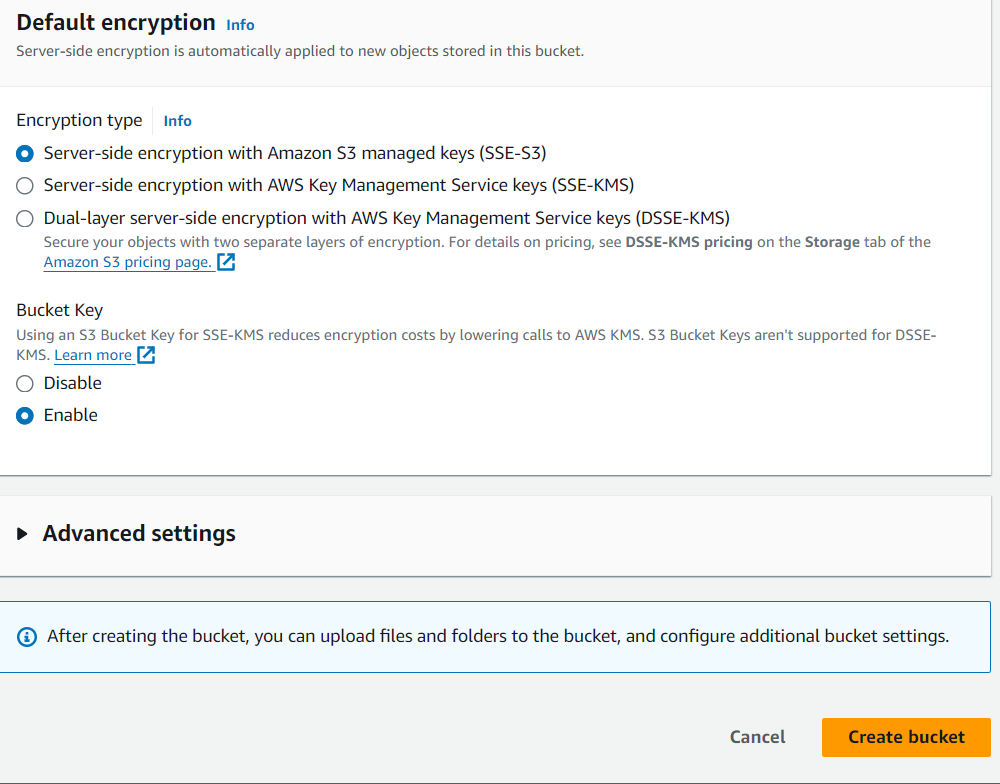 Default encryption Info
Server-side encryption is automatically applied to new objects stored in this bucket.
Encryption type Info
Server-side encryption with Amazon S3 managed keys (SSE-S3)
Server-side encryption with AWS Key Management Service keys (SSE-KMS)
Dual-layer server-side encryption with AWS Key Management Service keys (DSSE-KMS)
Secure your objects with two separate layers of encryption. For details on pricing, see DSSE-KMS pricing on the Storage tab of the
Amazon S3 pricing page.
Bucket Key
Using an S3 Bucket Key for SSE-KMS reduces encryption costs by lowering calls to AWS KMS. S3 Bucket Keys aren't supported for DSSE-
KMS. Learn more
Disable
Enable
Advanced settings
After creating the bucket, you can upload files and folders to the bucket, and configure additional bucket settings.
Cancel Create bucket